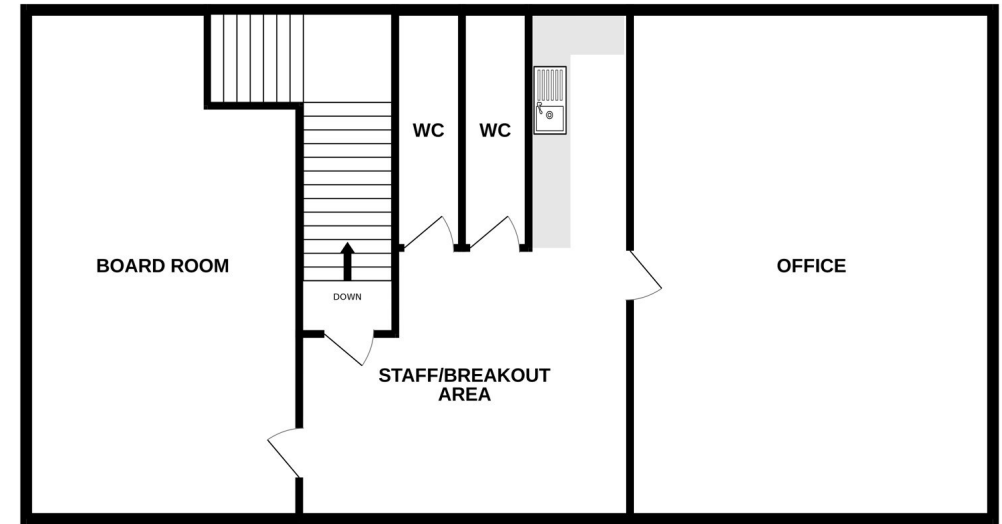 WC
WC
BOARD ROOM
OFFICE
DOWN
STAFF/BREAKOUT
AREA